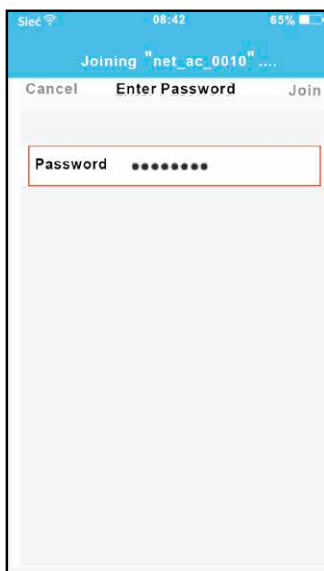 Sieć 08:42 65%
Joining "net_ac_0010" ....
Cancel Enter Password Join
Password ●●●●●●●●